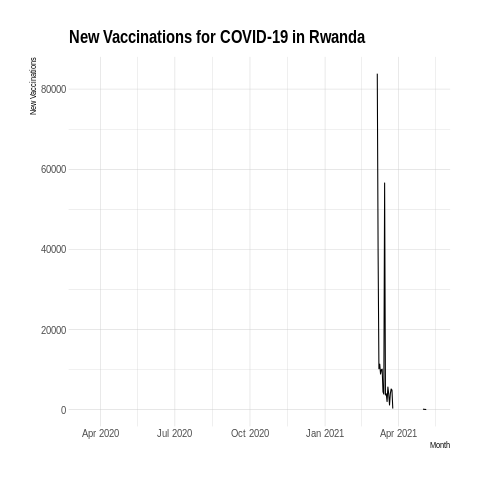 New Vaccinations for COVID-19 in Rwanda
New Vaccinations
80000
60000
40000
20000
0
Apr 2020 Jul 2020 Oct 2020 Jan 2021 Apr 2021
Month